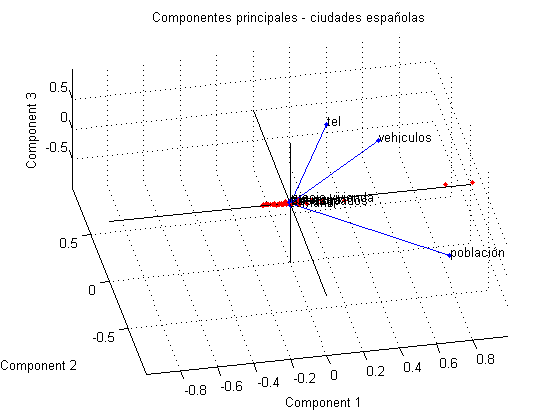 Componentes principales - ciudades españolas
Component 3
0.5
0
-0.5
tel
vehiculos
población
0.5
0
-0.5
Component 2
-0.8
-0.6
-0.4
-0.2
0
0.2
0.4
0.6
0.8
Component 1